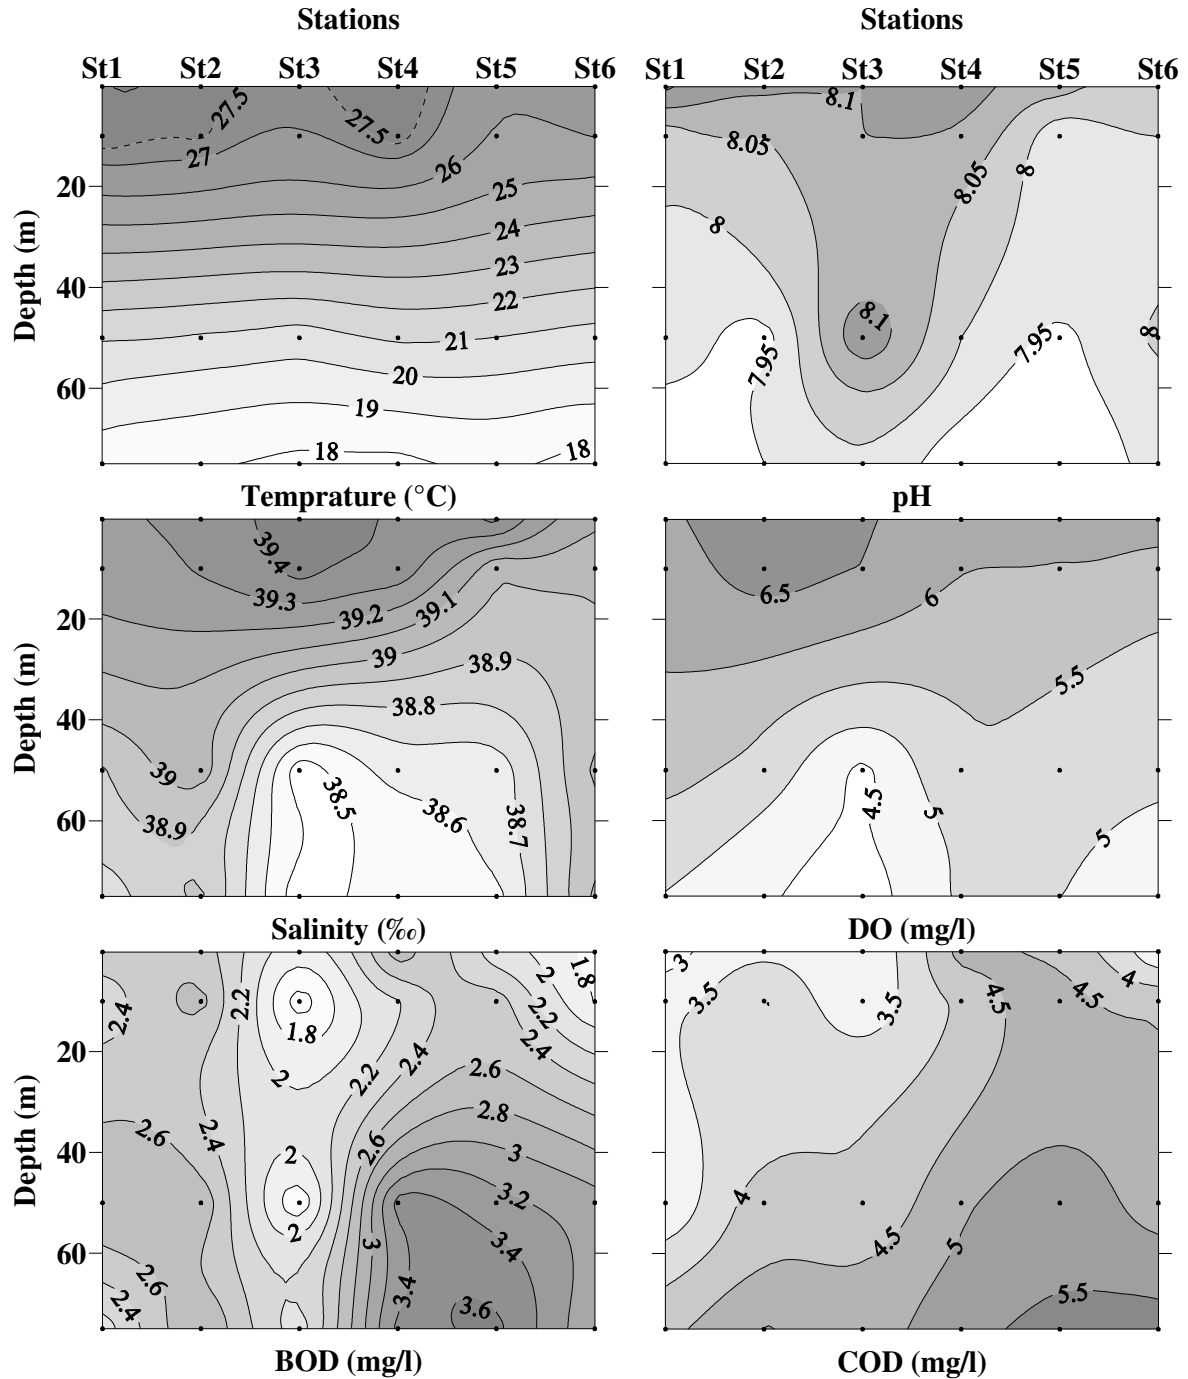 Stations Stations
St1 St2 St3 St4 St5 St6 St1 St2 St3 St4 St5 St6
27.5 27.5 27 26 25 24 23 22 21 20 19 18 18
8.1 8.05 8.05 8 8 8.1 8 7.95 7.95
Depth (m)
20
40
60
Temprature (°C) pH
39.4 39.3 39.2 39.1 39 38.9 38.8 39 38.9 38.5 38.6 38.7
6.5 6 5.5 4.5 5 5
Depth (m)
20
40
60
Salinity (‰) DO (mg/l)
2.4 2.2 1.8 2 2.2 2.4 2 1.8 2.2 2.4 2.6 2.8 2.6 2.4 2 2.6 3 3.2 2 3 3.4 2.6 2.4 3.4 3.6
3 3.5 3.5 4.5 4.5 4 4 4.5 5 5.5
Depth (m)
20
40
60
BOD (mg/l) COD (mg/l)